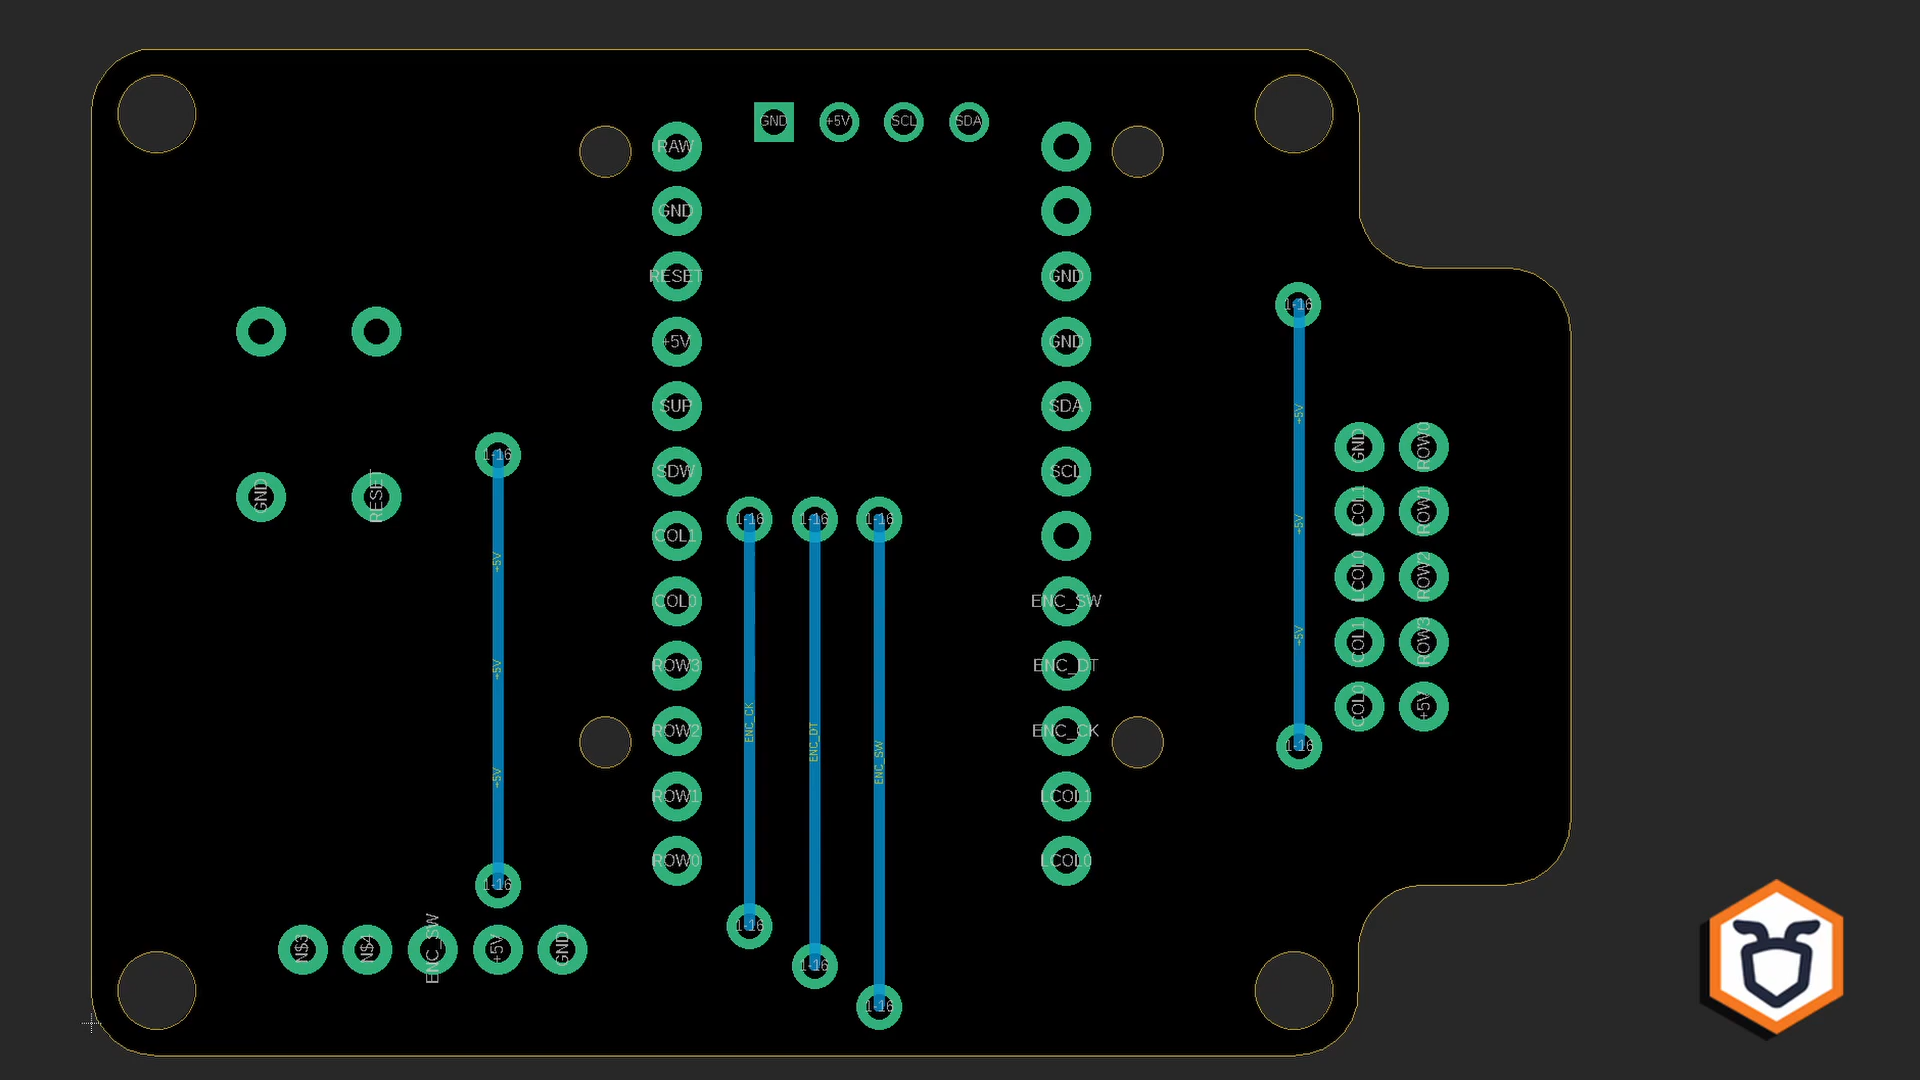 GND +5V SCL SDA
RAW
GND
RESET
+5V
SUP
SDW
COL1
COL0
ROW3
ROW2
ROW1
ROW0
GND
GND
SDA
SCL
ENC_SW
ENC_DT
ENC_CK
LCOL1
LCOL0
GND RESET
1-16
+5V
+5V
+5V
1-16
N$3 N$4 ENC_SW +5V GND
1-16 1-16 1-16
ENC_CK
ENC_DT
ENC_SW
1-16
1-16
1-16
1-16
+5V
+5V
+5V
1-16
GND ROW0
LCOL1 ROW1
LCOL0 ROW2
COL1 ROW3
COL0 +5V